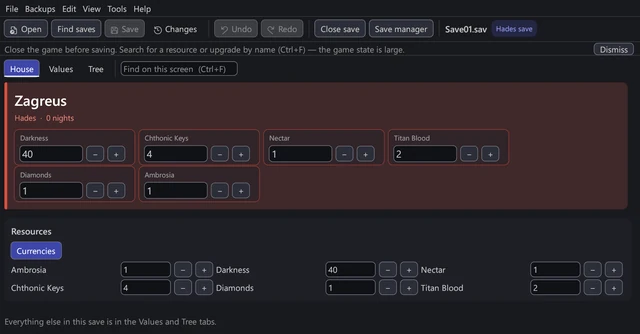 File Backups Edit View Tools Help
Open Find saves Save Changes Undo Redo Close save Save manager Save01.sav Hades save
Close the game before saving. Search for a resource or upgrade by name (Ctrl+F) — the game state is large. Dismiss
House Values Tree Find on this screen (Ctrl+F)
Zagreus
Hades · 0 nights
Darkness Chthonic Keys Nectar Titan Blood
40 − + 4 − + 1 − + 2 − +
Diamonds Ambrosia
1 − + 1 − +
Resources
Currencies
Ambrosia 1 − + Darkness 40 − + Nectar 1 − +
Chthonic Keys 4 − + Diamonds 1 − + Titan Blood 2 − +
Everything else in this save is in the Values and Tree tabs.